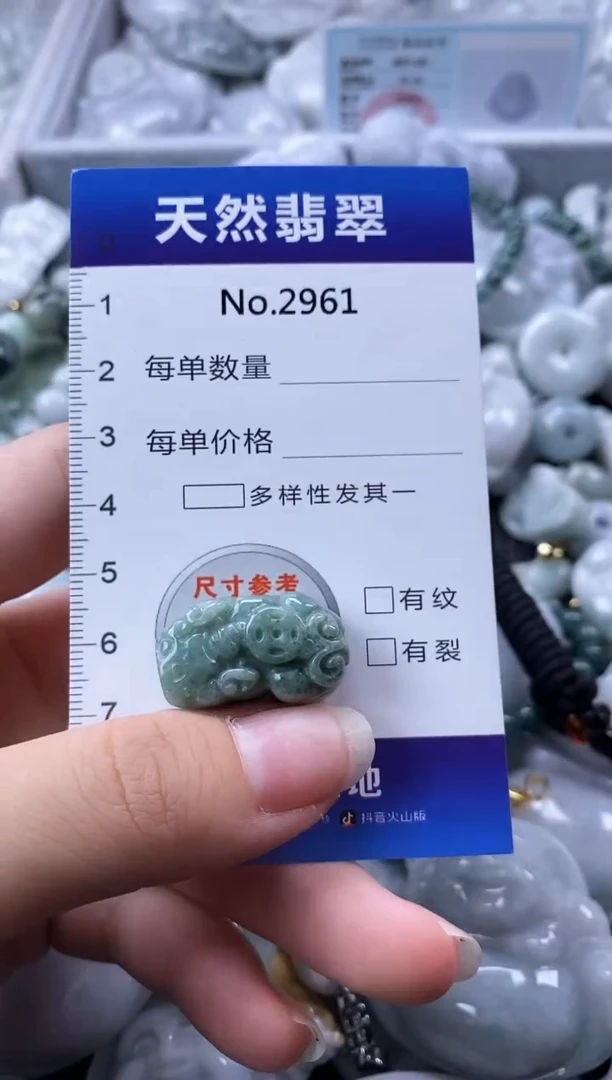 天然翡翠
0
1
2
3
4
5
6
7
No.2961
每单数量
每单价格
多样性发其一
尺寸参考
有纹
有裂
地
抖音火山版